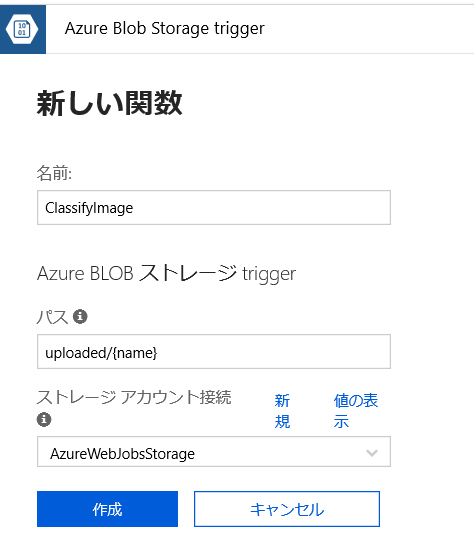 10
01
Azure Blob Storage trigger
新しい関数
名前:
ClassifyImage
Azure BLOB ストレージ trigger
パス
uploaded/{name}
ストレージ アカウント接続
新規
値の表示
AzureWebJobsStorage
作成
キャンセル